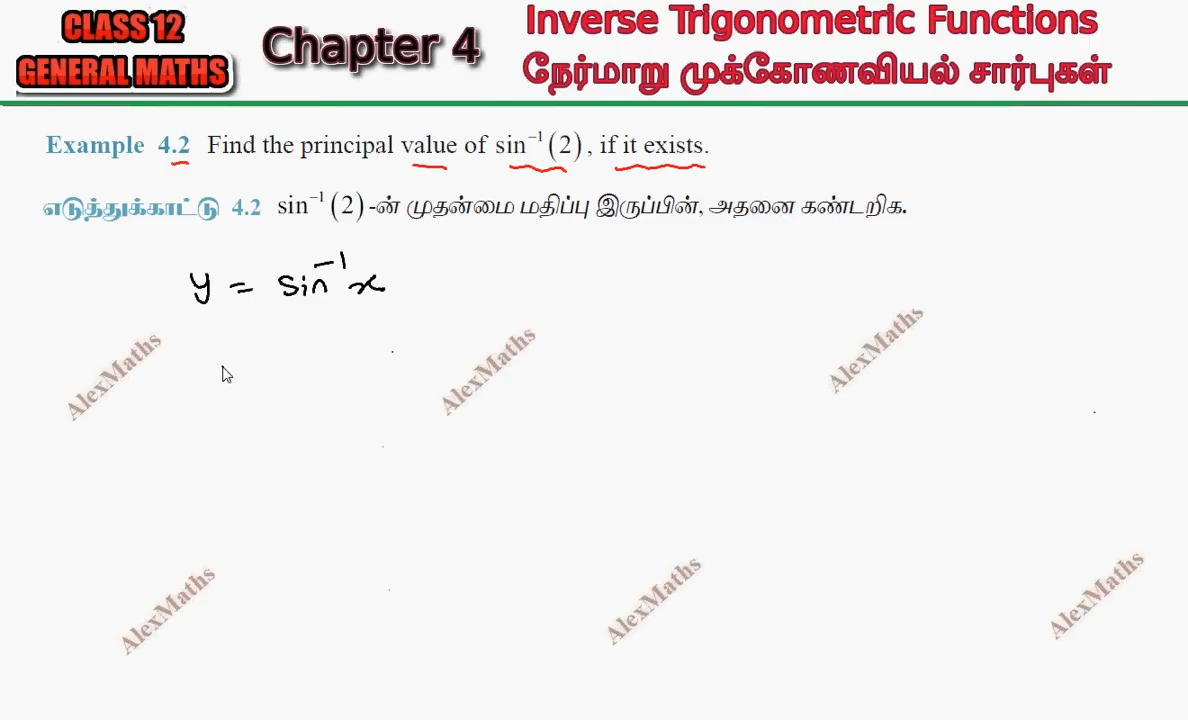 CLASS 12
GENERAL MATHS
Chapter 4
Inverse Trigonometric Functions
நேர்மாறு முக்கோணவியல் சார்புகள்
Example 4.2 Find the principal value of sin⁻¹(2), if it exists.
எடுத்துக்காட்டு 4.2 sin⁻¹(2)-ன் முதன்மை மதிப்பு இருப்பின், அதனை கண்டறிக.
y = sin⁻¹x
AlexMaths
AlexMaths
AlexMaths
AlexMaths
AlexMaths
AlexMaths